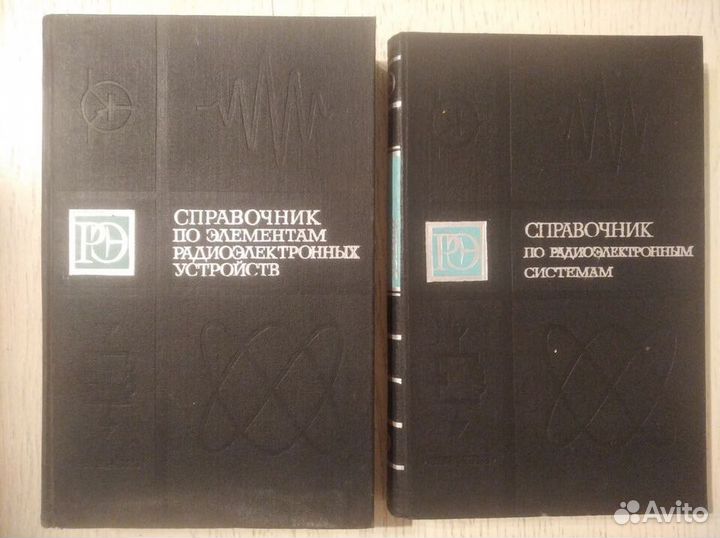 РЭ
СПРАВОЧНИК
ПО ЭЛЕМЕНТАМ
РАДИОЭЛЕКТРОННЫХ
УСТРОЙСТВ
РЭ
СПРАВОЧНИК
ПО РАДИОЭЛЕКТРОННЫМ
СИСТЕМАМ
Avito